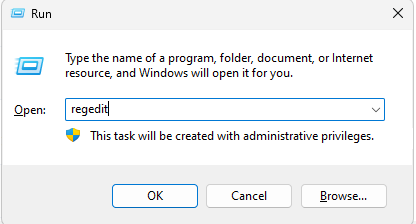 Run
Type the name of a program, folder, document, or Internet
resource, and Windows will open it for you.
Open: regedit
This task will be created with administrative privileges.
OK Cancel Browse...